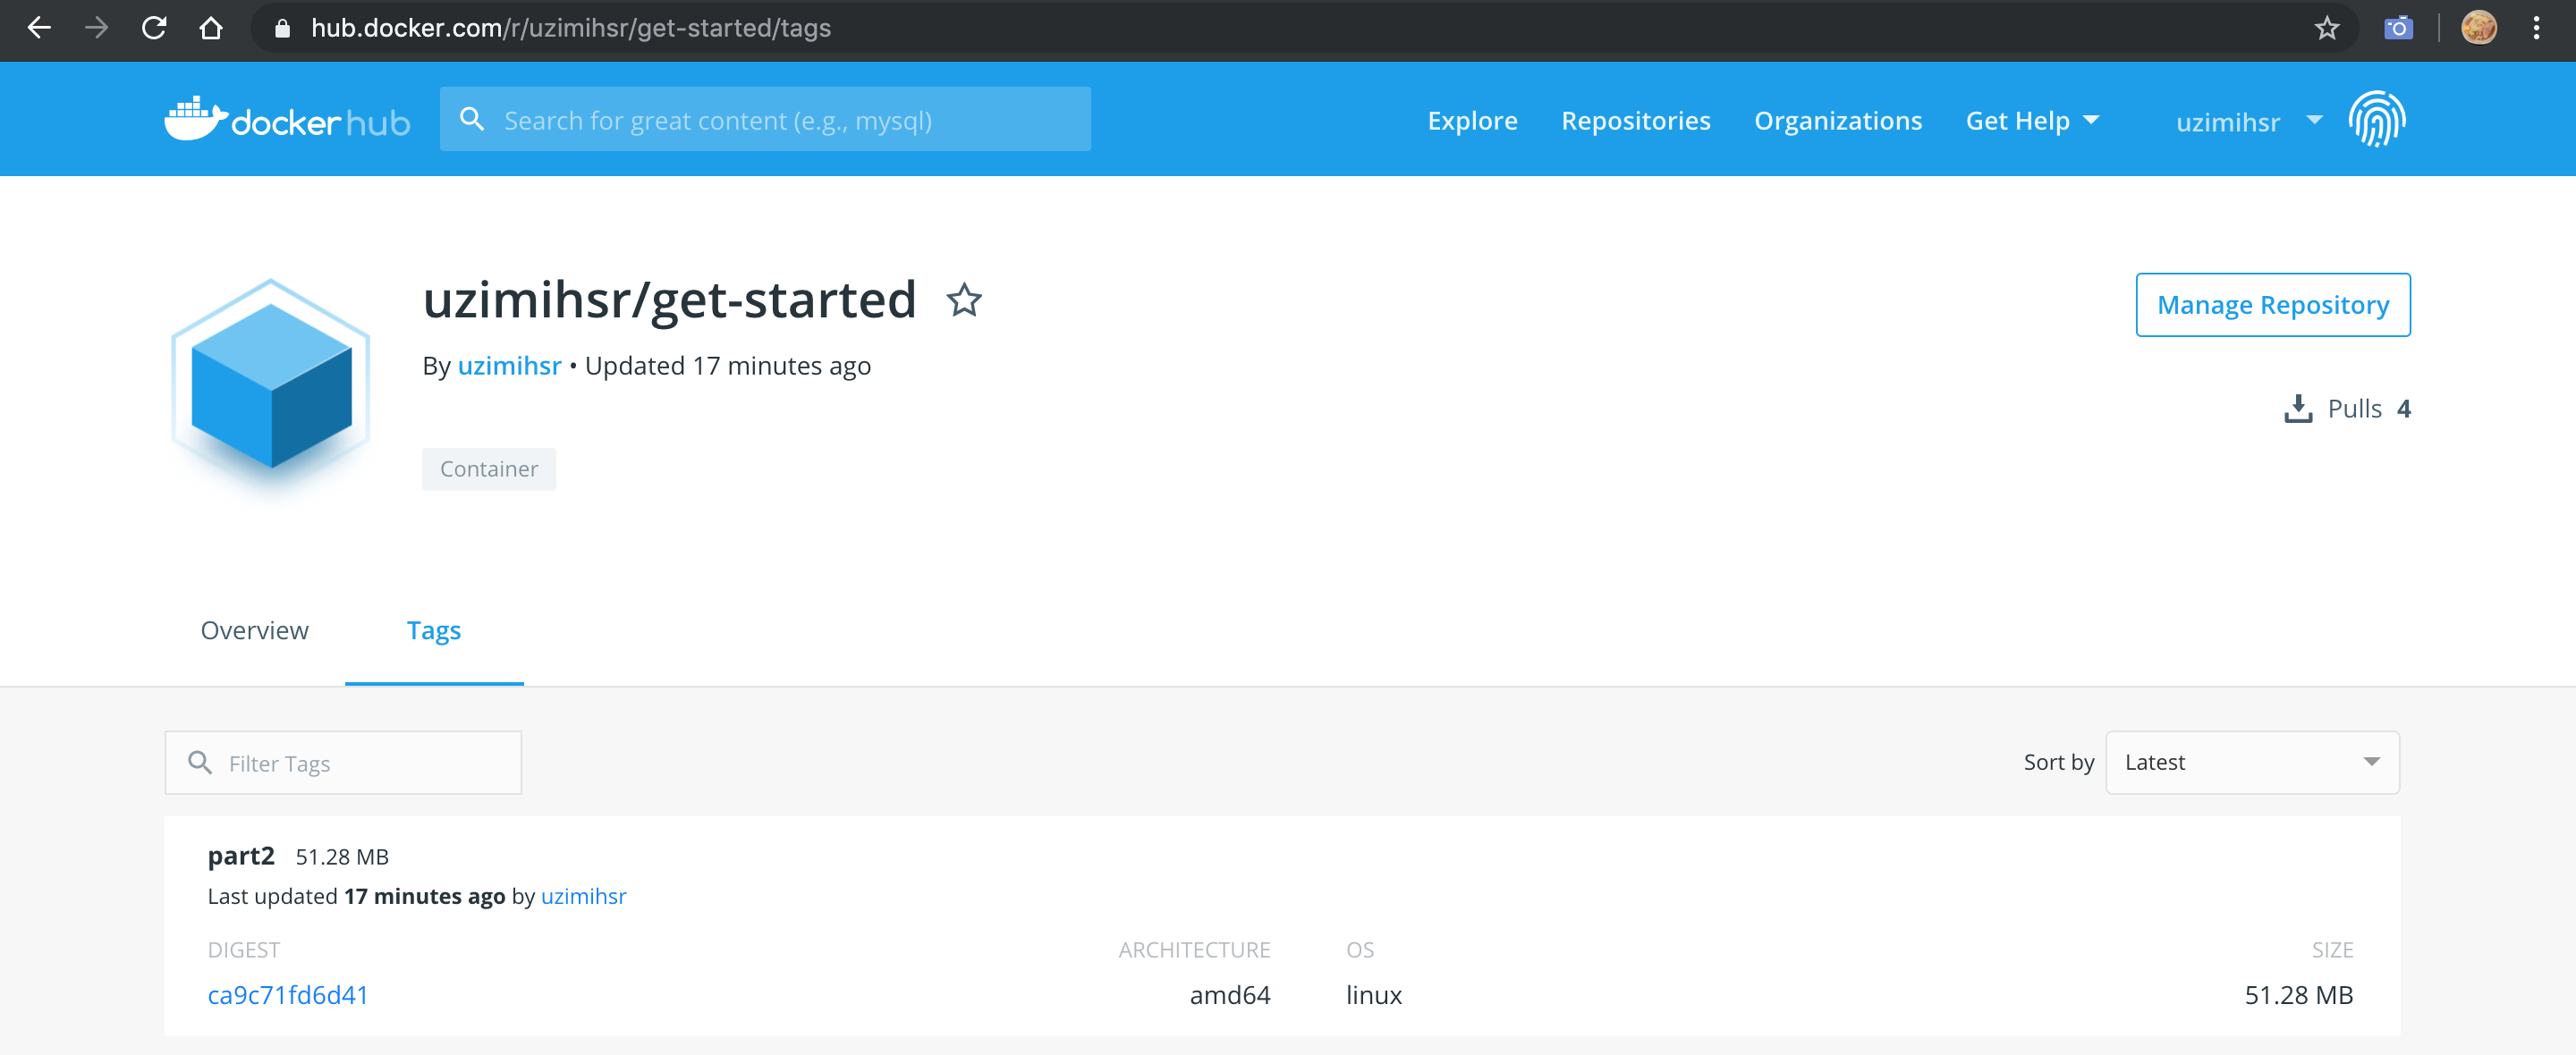 hub.docker.com/r/uzimihsr/get-started/tags
docker hub
Search for great content (e.g., mysql)
Explore
Repositories
Organizations
Get Help
uzimihsr
uzimihsr/get-started
Manage Repository
By uzimihsr • Updated 17 minutes ago
Pulls 4
Container
Overview
Tags
Filter Tags
Sort by
Latest
part2 51.28 MB
Last updated 17 minutes ago by uzimihsr
DIGEST
ARCHITECTURE
OS
SIZE
ca9c71fd6d41
amd64
linux
51.28 MB